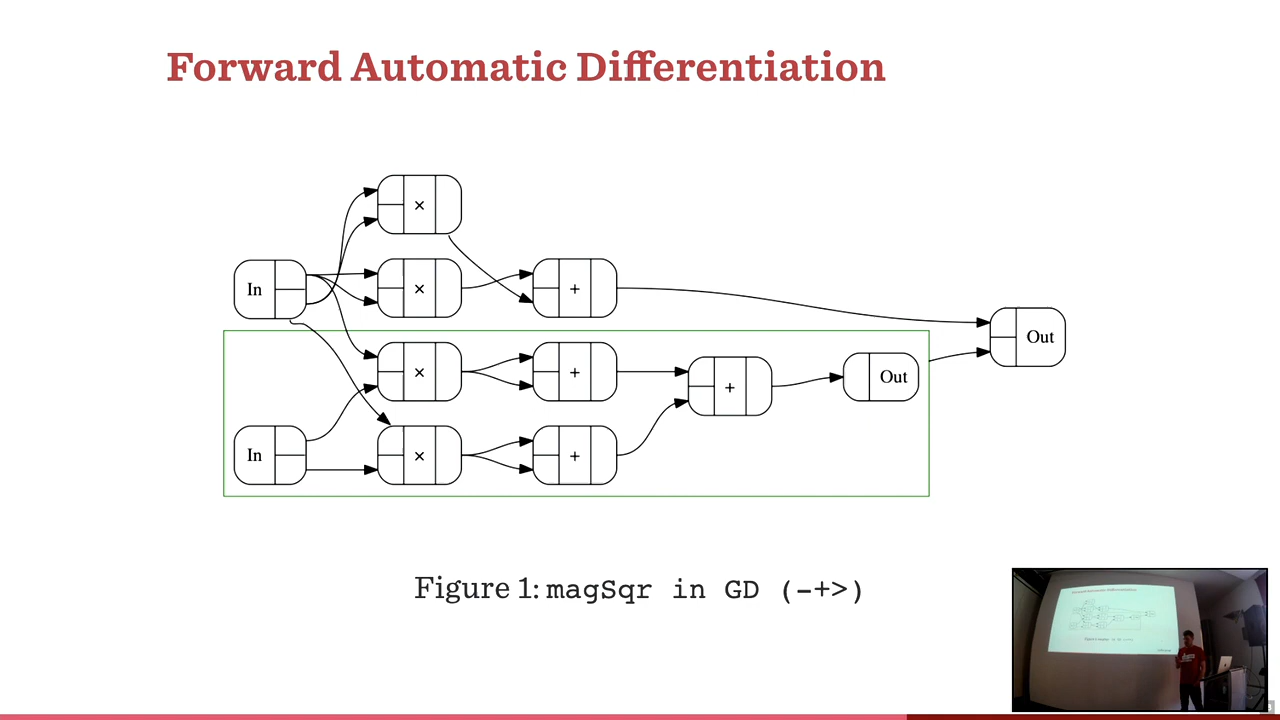 Forward Automatic Differentiation
×
In
×
+
Out
×
+
+
Out
In
×
+
Figure 1: magSqr in GD (-+>)